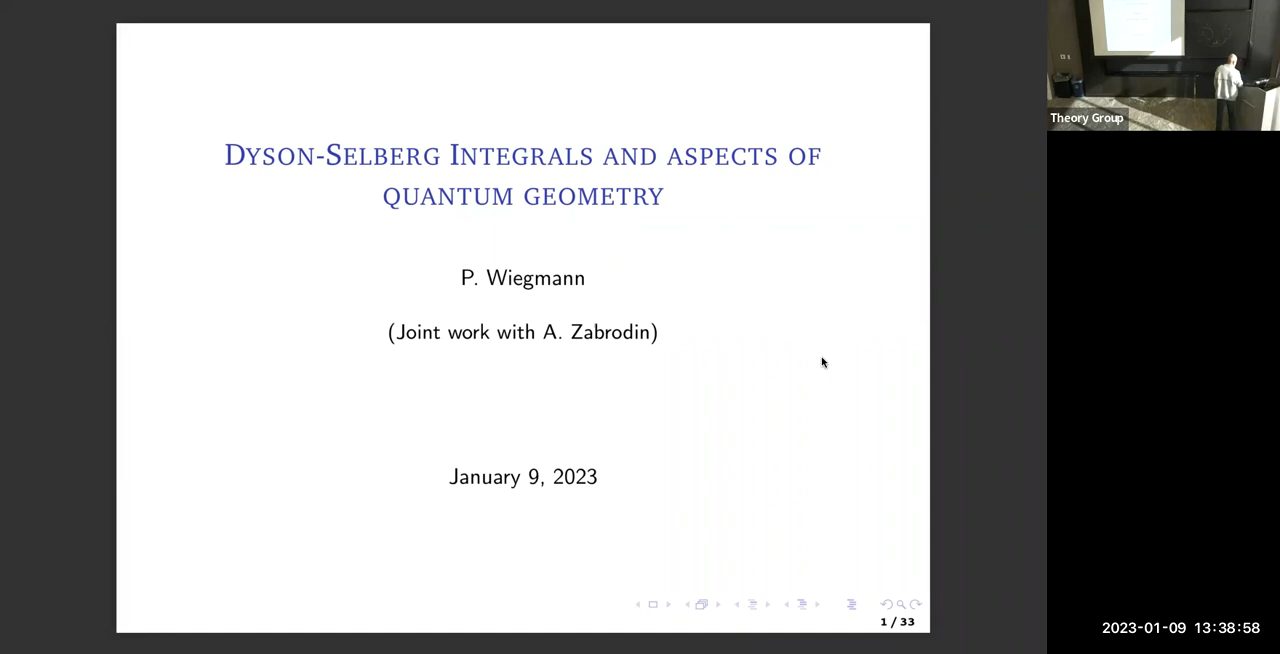 DYSON-SELBERG INTEGRALS AND ASPECTS OF
QUANTUM GEOMETRY
P. Wiegmann
(Joint work with A. Zabrodin)
January 9, 2023
1 / 33
Theory Group
2023-01-09 13:38:58